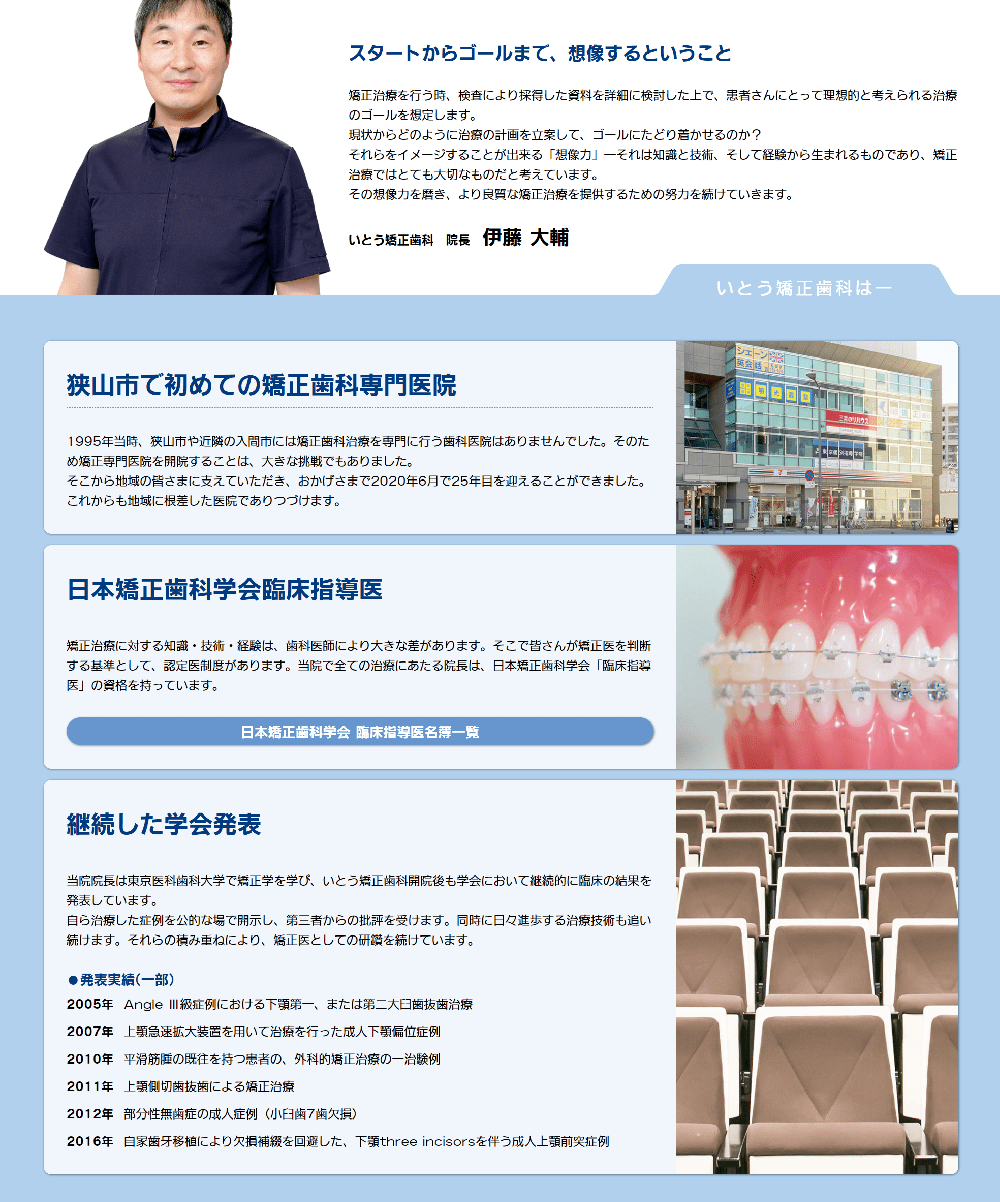 スタートからゴールまで、想像するということ
矯正治療を行う時、検査により採得した資料を詳細に検討した上で、患者さんにとって理想的と考えられる治療
のゴールを想定します。
現状からどのように治療の計画を立案して、ゴールにたどり着かせるのか？
それらをイメージすることが出来る「想像力」―それは知識と技術、そして経験から生まれるものであり、矯正
治療ではとても大切なものだと考えています。
その想像力を磨き、より良質な矯正治療を提供するための努力を続けていきます。
いとう矯正歯科 院長 伊藤 大輔
いとう矯正歯科は―
狭山市で初めての矯正歯科専門医院
1995年当時、狭山市や近隣の入間市には矯正歯科治療を専門に行う歯科医院はありませんでした。そのた
め矯正専門医院を開院することは、大きな挑戦でもありました。
そこから地域の皆さまに支えていただき、おかげさまで2020年6月で25年目を迎えることができました。
これからも地域に根差した医院でありつづけます。
シェーン
英会話
日本矯正歯科学会臨床指導医
矯正治療に対する知識・技術・経験は、歯科医師により大きな差があります。そこで皆さんが矯正医を判断
する基準として、認定医制度があります。当院で全ての治療にあたる院長は、日本矯正歯科学会「臨床指導
医」の資格を持っています。
日本矯正歯科学会 臨床指導医名簿一覧
継続した学会発表
当院院長は東京医科歯科大学で矯正学を学び、いとう矯正歯科開院後も学会において継続的に臨床の結果を
発表しています。
自ら治療した症例を公的な場で開示し、第三者からの批評を受けます。同時に日々進歩する治療技術も追い
続けます。それらの積み重ねにより、矯正医としての研鑽を続けています。
●発表実績(一部)
2005年 Angle Ⅲ級症例における下顎第一、または第二大臼歯抜歯治療
2007年 上顎急速拡大装置を用いて治療を行った成人下顎偏位症例
2010年 平滑筋腫の既往を持つ患者の、外科的矯正治療の一治験例
2011年 上顎側切歯抜歯による矯正治療
2012年 部分性無歯症の成人症例（小臼歯7歯欠損）
2016年 自家歯牙移植により欠損補綴を回避した、下顎three incisorsを伴う成人上顎前突症例